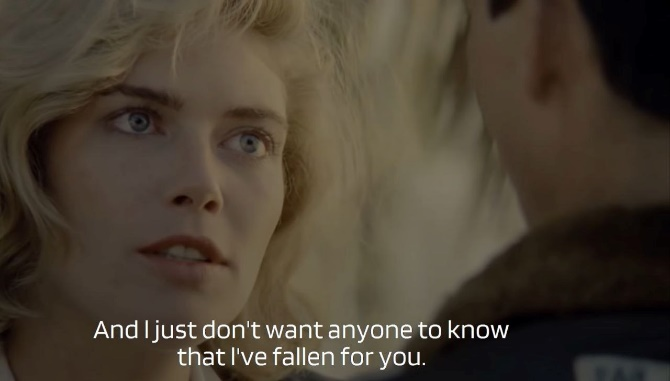 And I just don't want anyone to know
that I've fallen for you.